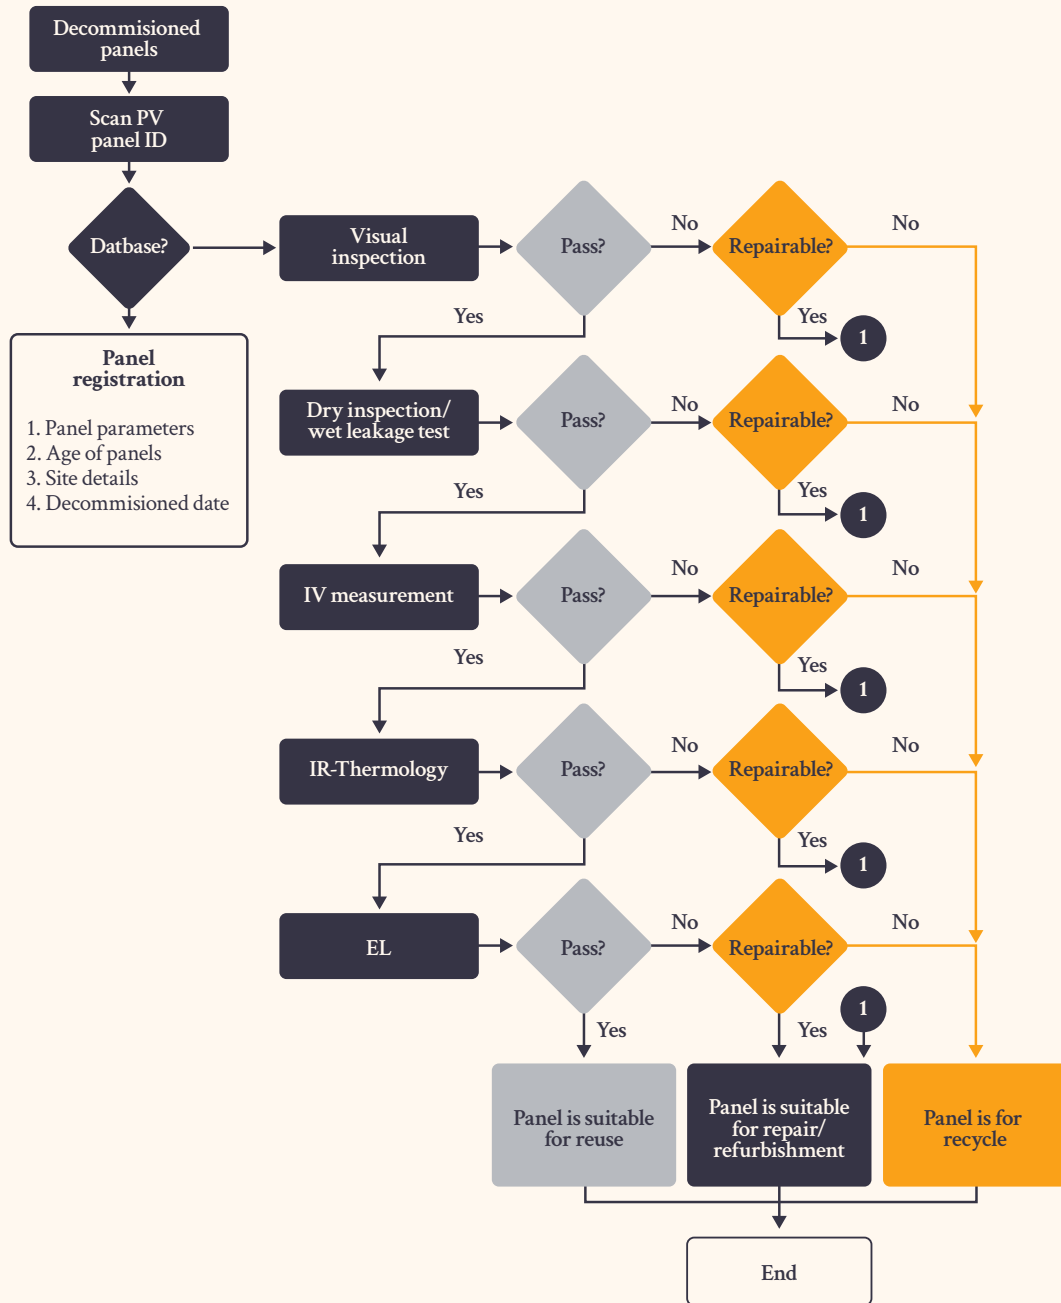 Decommisioned
panels
Scan PV
panel ID
Datbase?
Visual
inspection
Pass?
No
Repairable?
No
Yes
Yes
1
Panel
registration
1. Panel parameters
2. Age of panels
3. Site details
4. Decommisioned date
Dry inspection/
wet leakage test
Pass?
No
Repairable?
No
Yes
Yes
1
IV measurement
Pass?
No
Repairable?
No
Yes
Yes
1
IR-Thermology
Pass?
No
Repairable?
No
Yes
Yes
1
EL
Pass?
No
Repairable?
No
Yes
Yes
1
Panel is suitable
for reuse
Panel is suitable
for repair/
refurbishment
Panel is for
recycle
End